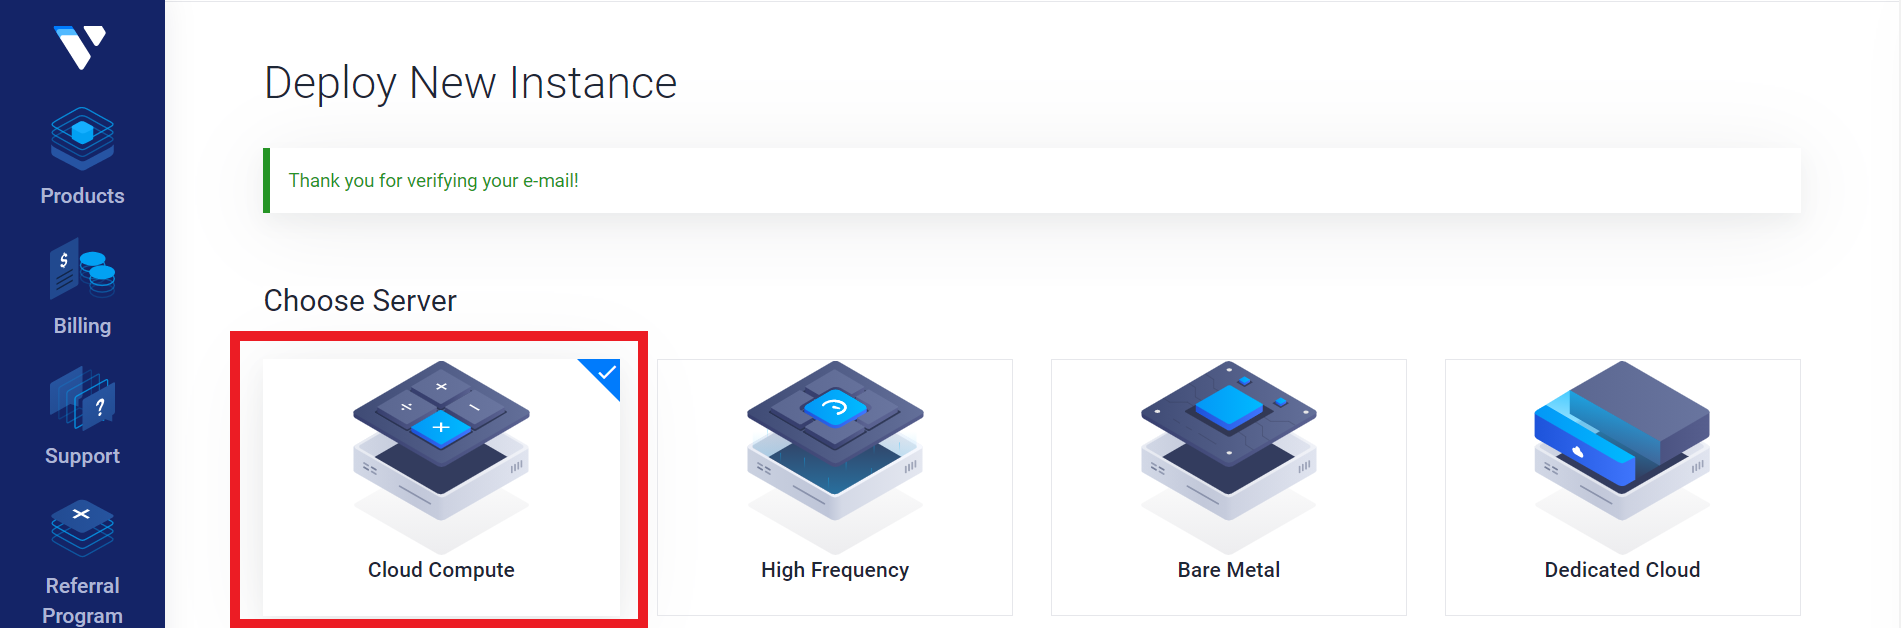 Products
Billing
Support
Referral
Program
Deploy New Instance
Thank you for verifying your e-mail!
Choose Server
Cloud Compute
High Frequency
Bare Metal
Dedicated Cloud